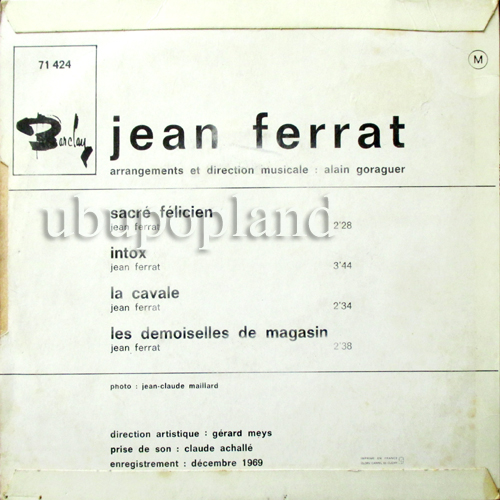 71 424
M
Barclay
jean ferrat
arrangements et direction musicale : alain goraguer
sacré félicien
jean ferrat 2'28
ubupopland
intox
jean ferrat 3'44
la cavale
jean ferrat 2'34
les demoiselles de magasin
jean ferrat 2'38
photo : jean-claude maillard
direction artistique : gérard meys
prise de son : claude achallé
enregistrement : décembre 1969